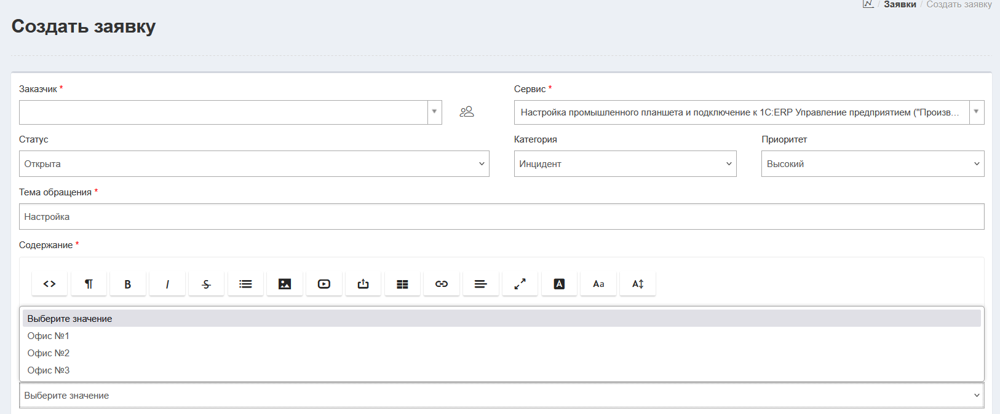 / Заявки / Создать заявку
Создать заявку
Заказчик *
Сервис *
Настройка промышленного планшета и подключение к 1С:ERP Управление предприятием ("Произв...
Статус
Категория
Приоритет
Открыта
Инцидент
Высокий
Тема обращения *
Настройка
Содержание *
<> ¶ B I S A Aa A
Выберите значение
Офис №1
Офис №2
Офис №3
Выберите значение